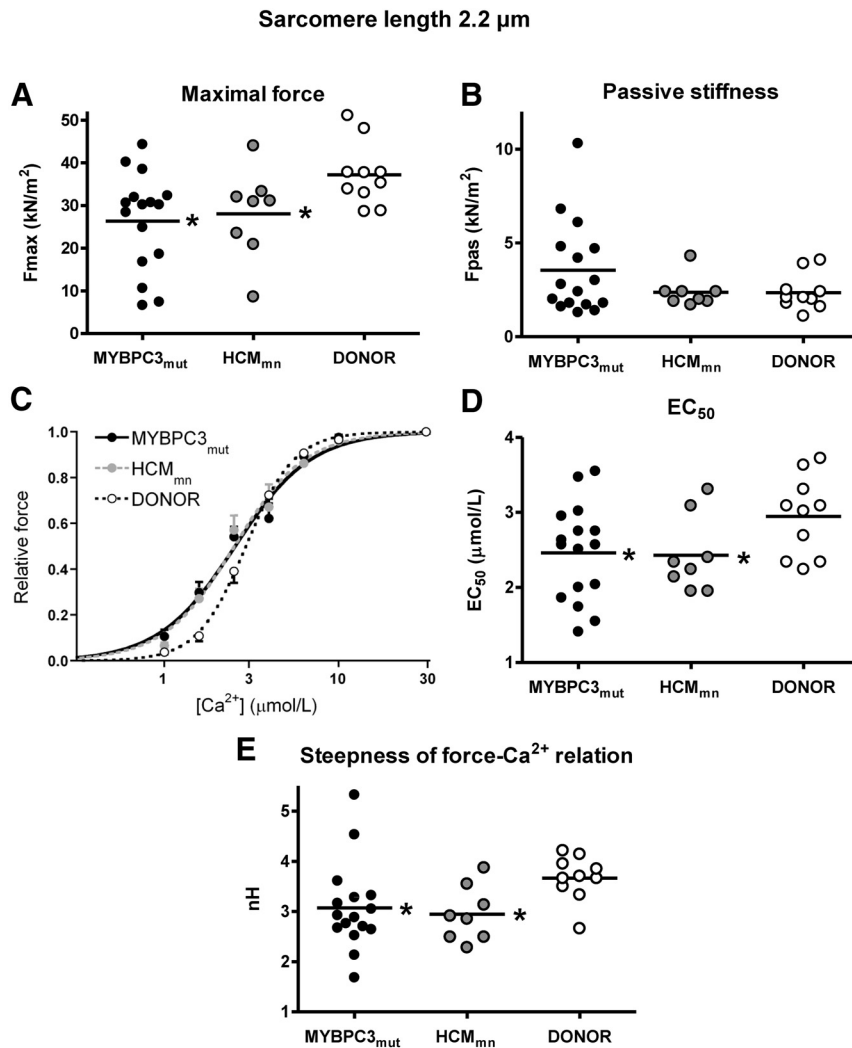 Sarcomere length 2.2 μm
A
Maximal force
Fmax (kN/m²)
50
40
30
20
10
0
*
*
MYBPC3mut
HCMmn
DONOR
B
Passive stiffness
Fpas (kN/m²)
10
5
0
MYBPC3mut
HCMmn
DONOR
C
Relative force
1.0
0.8
0.6
0.4
0.2
0.0
MYBPC3mut
HCMmn
DONOR
1
3
10
30
[Ca²⁺] (μmol/L)
D
EC₅₀
EC₅₀ (μmol/L)
4
3
2
1
*
*
MYBPC3mut
HCMmn
DONOR
E
Steepness of force-Ca²⁺ relation
nH
5
4
3
2
1
*
*
MYBPC3mut
HCMmn
DONOR